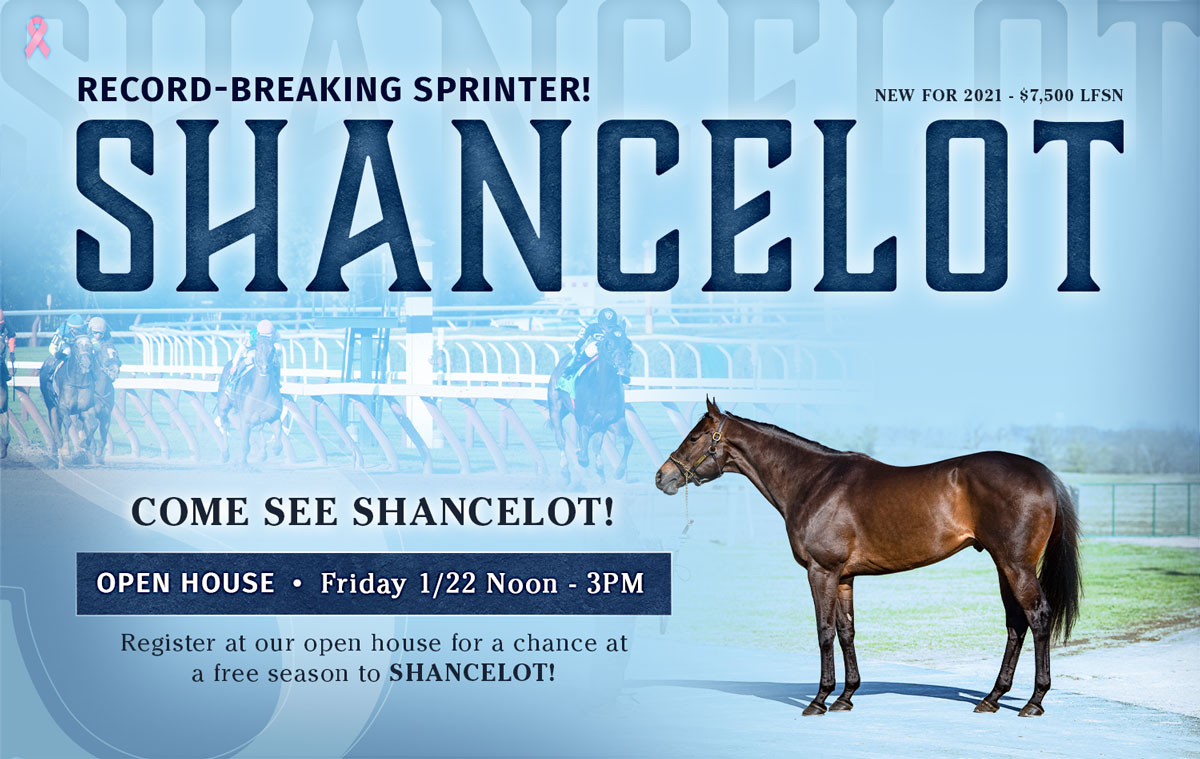 RECORD-BREAKING SPRINTER!
NEW FOR 2021 - $7,500 LFSN
SHANCELOT
COME SEE SHANCELOT!
OPEN HOUSE • Friday 1/22 Noon - 3PM
Register at our open house for a chance at
a free season to SHANCELOT!